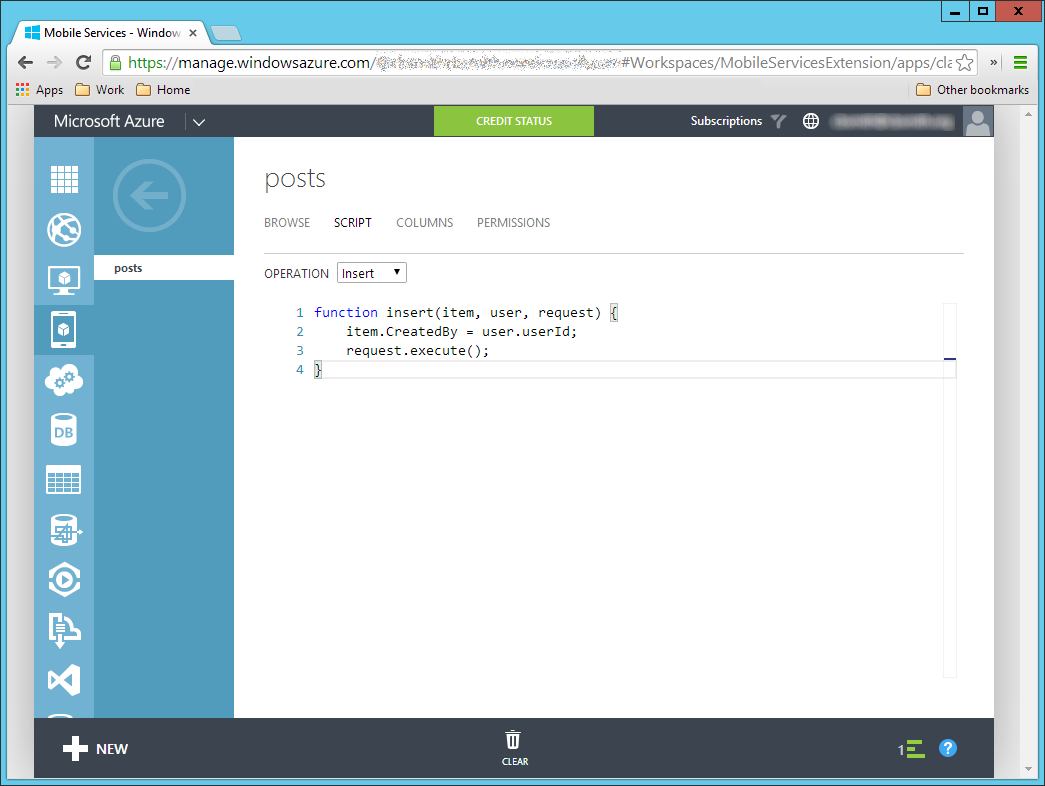 Mobile Services - Window
https://manage.windowsazure.com/ #Workspaces/MobileServicesExtension/apps/cla
»
Apps Work Home Other bookmarks
Microsoft Azure CREDIT STATUS Subscriptions
posts
BROWSE SCRIPT COLUMNS PERMISSIONS
posts
OPERATION Insert
1 function insert(item, user, request) {
2 item.CreatedBy = user.userId;
3 request.execute();
4 }
DB
NEW CLEAR 1 ?